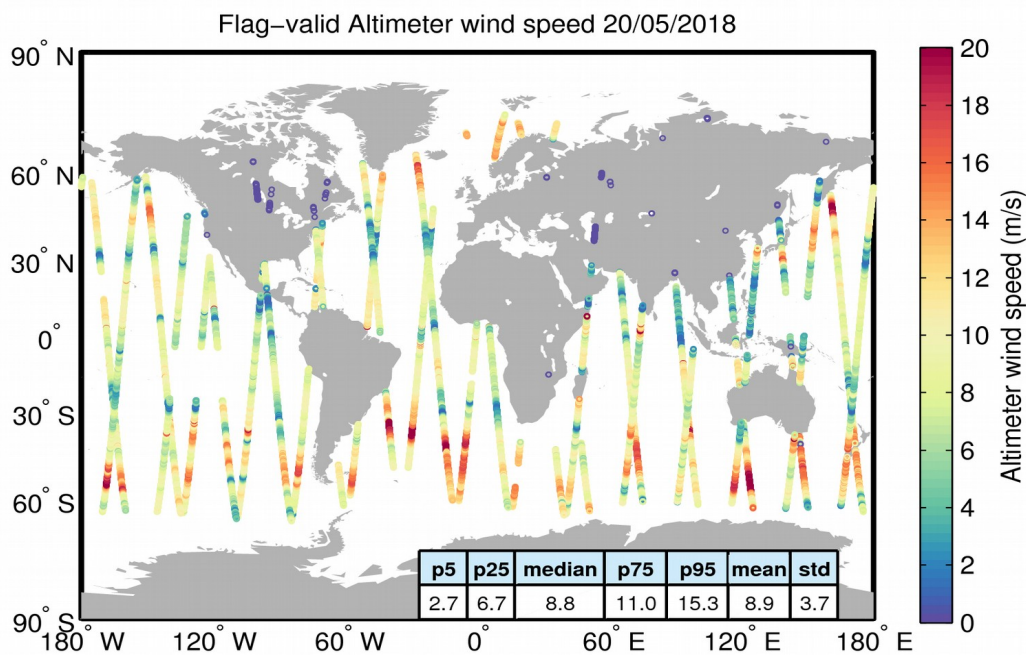 Flag−valid Altimeter wind speed 20/05/2018
90° N
60° N
30° N
0°
30° S
60° S
90° S
180° W
120° W
60° W
0°
60° E
120° E
180° E
p5 p25 median p75 p95 mean std
2.7 6.7 8.8 11.0 15.3 8.9 3.7
20
18
16
14
12
10
8
6
4
2
0
Altimeter wind speed (m/s)